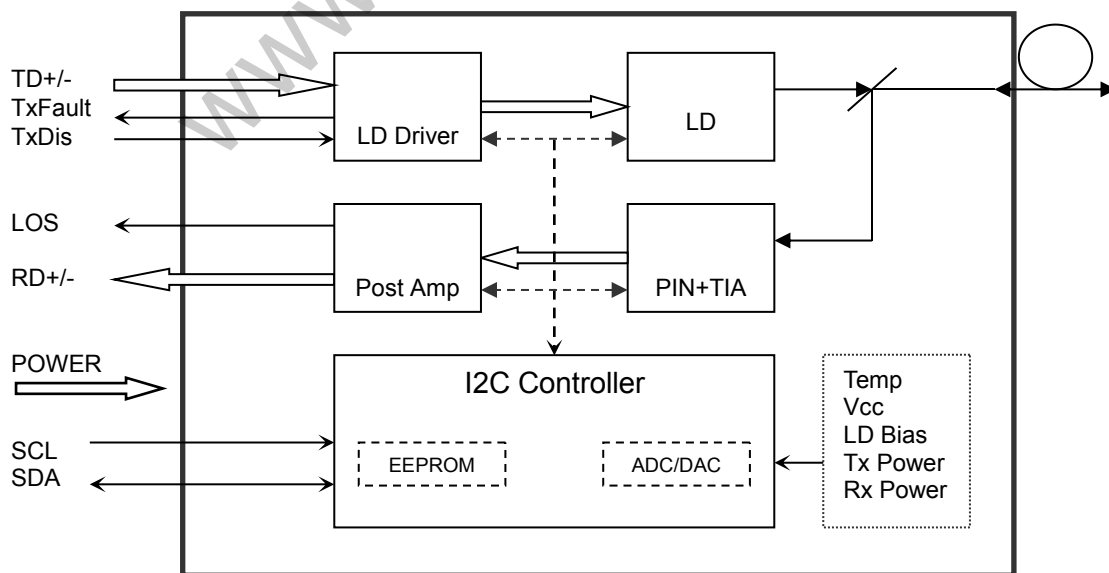 TD+/-
TxFault
TxDis
LD Driver
LD
LOS
RD+/-
Post Amp
PIN+TIA
POWER
I2C Controller
SCL
SDA
EEPROM
ADC/DAC
Temp
Vcc
LD Bias
Tx Power
Rx Power
www